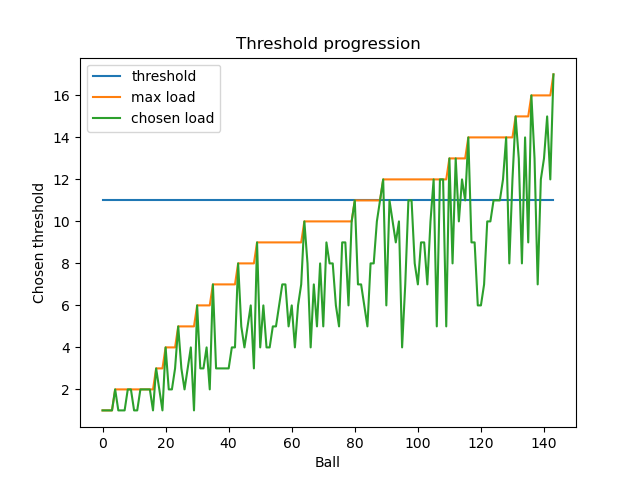 Threshold progression
threshold
max load
chosen load
16
14
12
10
8
6
4
2
Chosen threshold
0 20 40 60 80 100 120 140
Ball